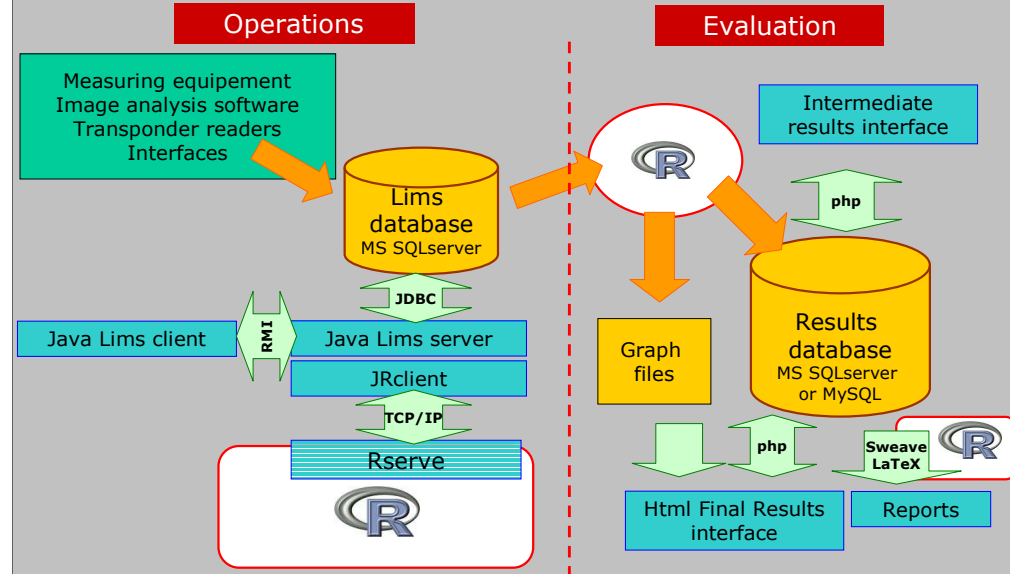 Operations
Evaluation
Measuring equipement
Image analysis software
Transponder readers
Interfaces
Lims
database
MS SQLserver
JDBC
Java Lims client
RMI
Java Lims server
JRclient
TCP/IP
Rserve
R
R
Intermediate
results interface
php
Results
database
MS SQLserver
or MySQL
Graph
files
php
Sweave
LaTeX
R
Html Final Results
interface
Reports